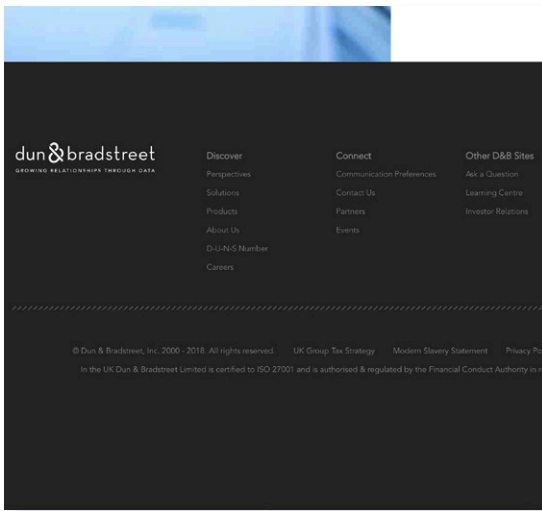 dun & bradstreet
GROWING RELATIONSHIPS THROUGH DATA
Discover
Perspectives
Solutions
Products
About Us
D-U-N-S Number
Careers
Connect
Communication Preferences
Contact Us
Partners
Events
Other D&B Sites
Ask a Question
Learning Centre
Investor Relations
© Dun & Bradstreet, Inc. 2000 - 2018. All rights reserved. UK Group Tax Strategy Modern Slavery Statement Privacy Po
In the UK Dun & Bradstreet Limited is certified to ISO 27001 and is authorised & regulated by the Financial Conduct Authority in